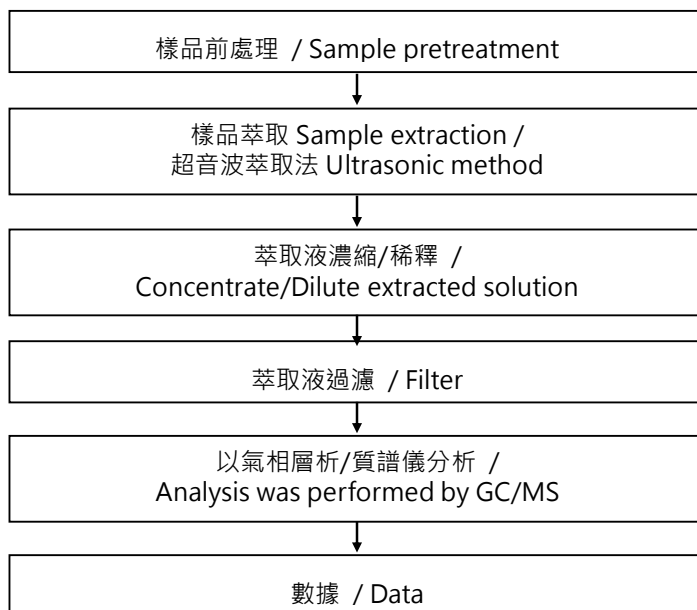 樣品前處理 / Sample pretreatment
樣品萃取 Sample extraction /
超音波萃取法 Ultrasonic method
萃取液濃縮/稀釋 /
Concentrate/Dilute extracted solution
萃取液過濾 / Filter
以氣相層析/質譜儀分析 /
Analysis was performed by GC/MS
數據 / Data